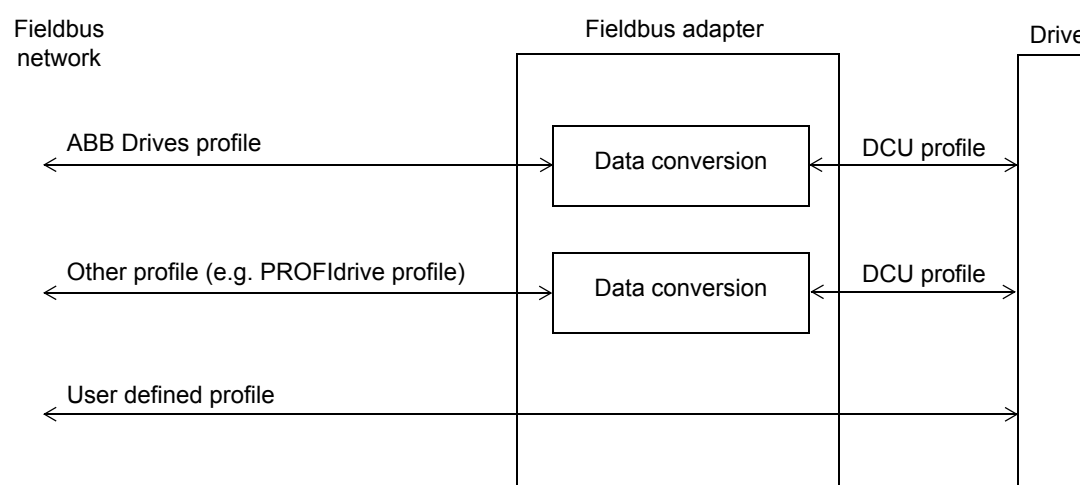 Fieldbus
network
Fieldbus adapter
Drive
ABB Drives profile
Data conversion
DCU profile
Other profile (e.g. PROFIdrive profile)
Data conversion
DCU profile
User defined profile